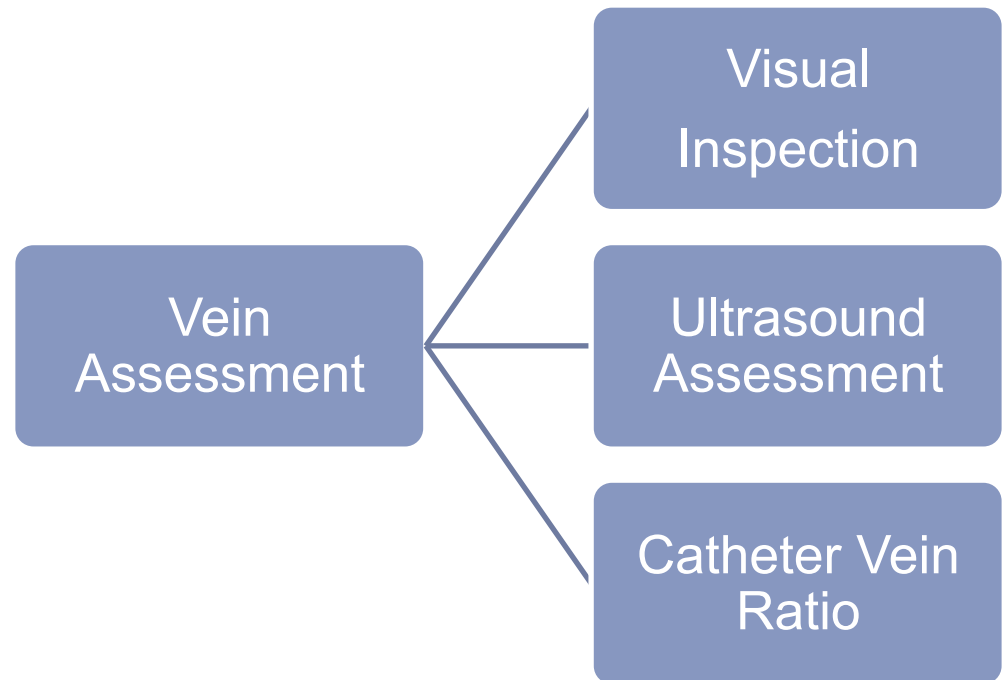 Vein
Assessment
Visual
Inspection
Ultrasound
Assessment
Catheter Vein
Ratio